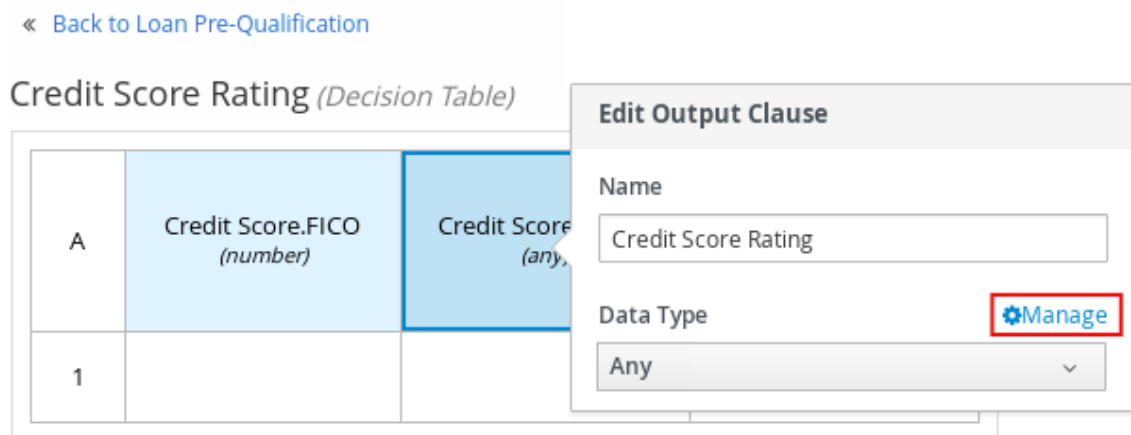 « Back to Loan Pre-Qualification
Credit Score Rating (Decision Table)
A
Credit Score.FICO
(number)
Credit Score
(any)
1
Edit Output Clause
Name
Credit Score Rating
Data Type
Manage
Any